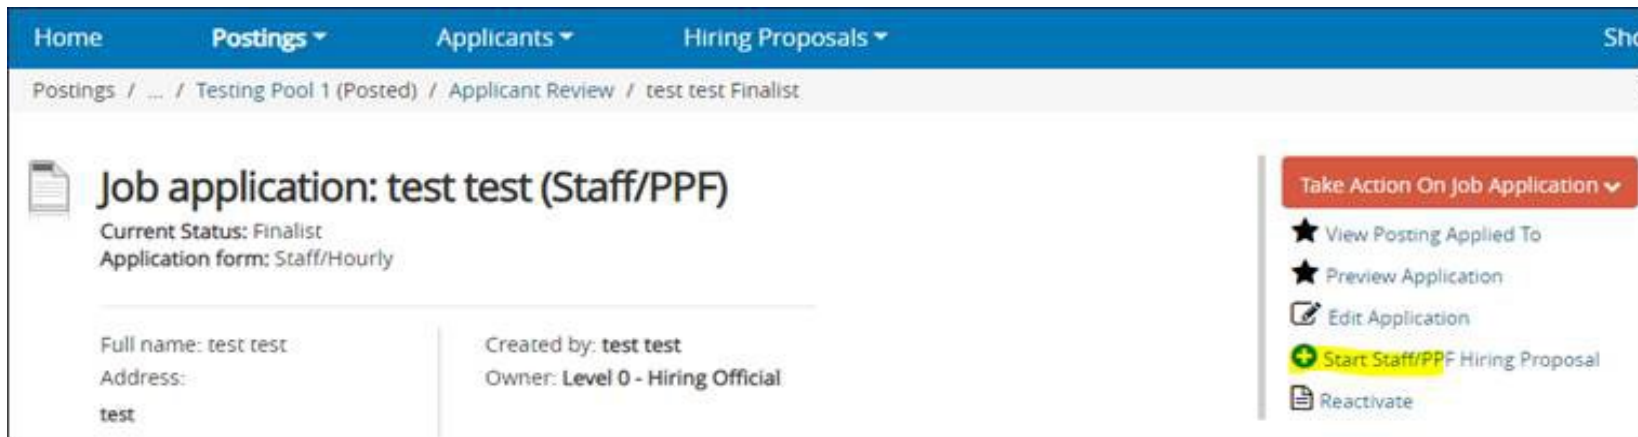 Home Postings Applicants Hiring Proposals Sho
Postings / ... / Testing Pool 1 (Posted) / Applicant Review / test test Finalist
Job application: test test (Staff/PPF)
Current Status: Finalist
Application form: Staff/Hourly
Full name: test test
Address:
test
Created by: test test
Owner: Level 0 - Hiring Official
Take Action On Job Application
View Posting Applied To
Preview Application
Edit Application
Start Staff/PPF Hiring Proposal
Reactivate